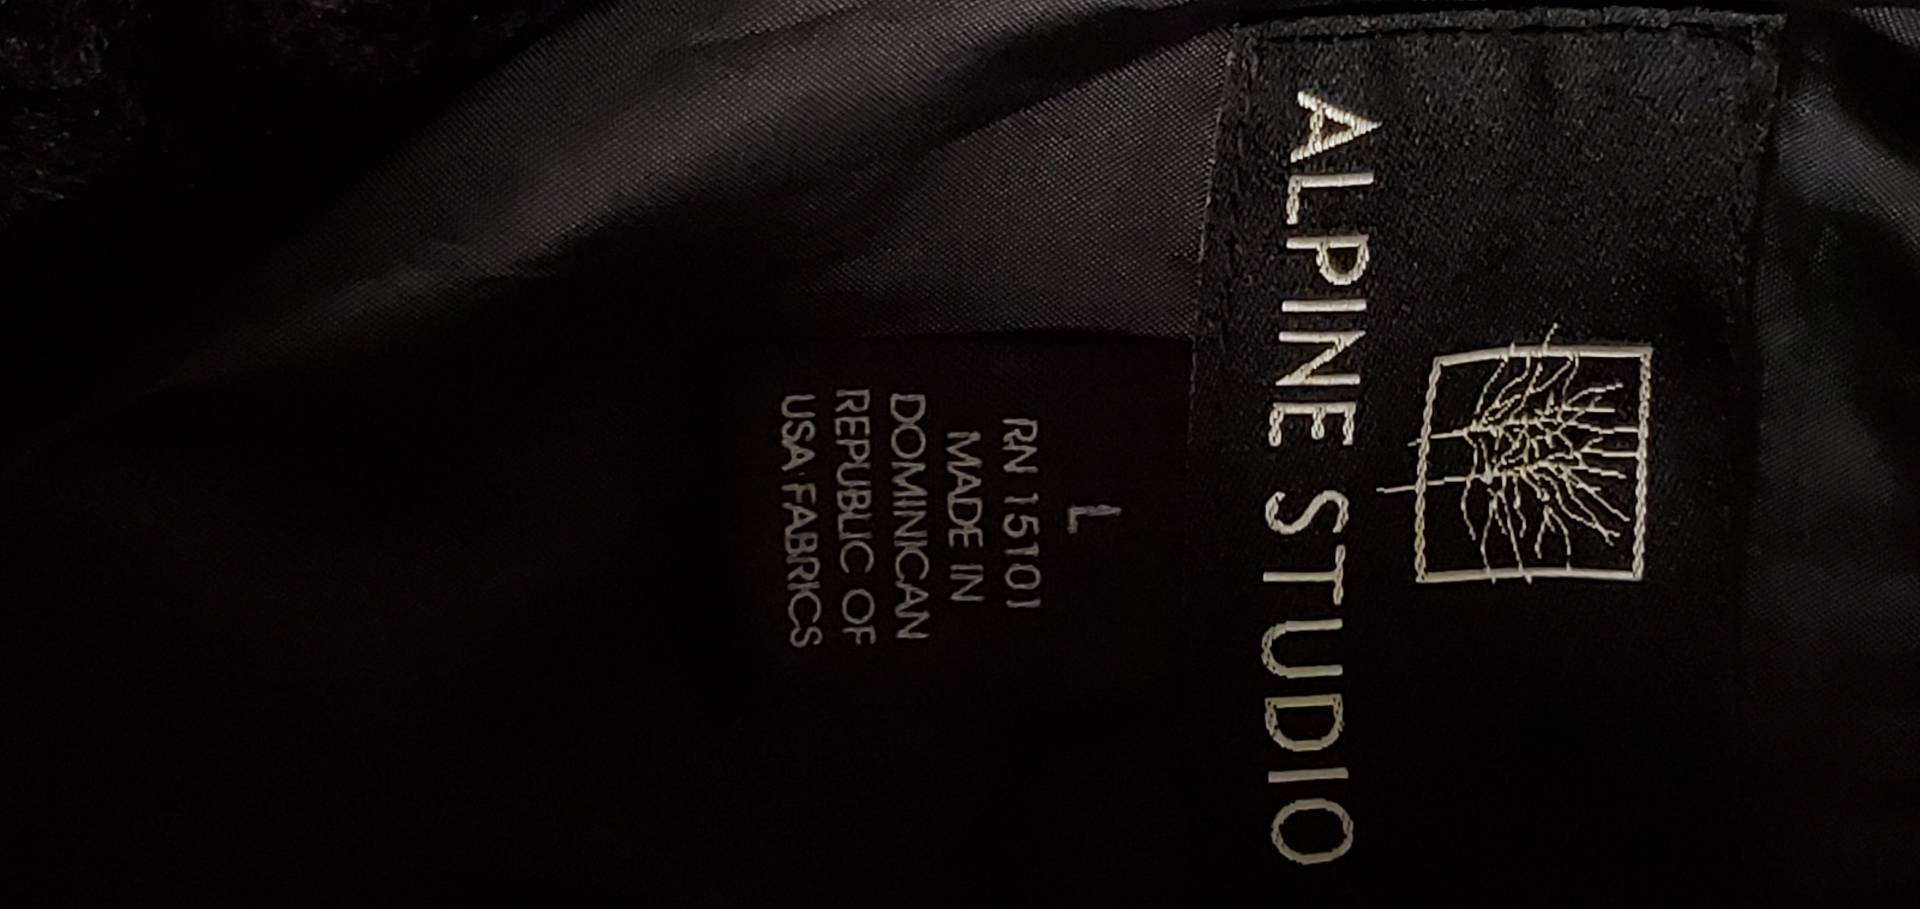 ALPINE STUDIO
L
RN 15101
MADE IN
DOMINICAN
REPUBLIC OF
USA FABRICS